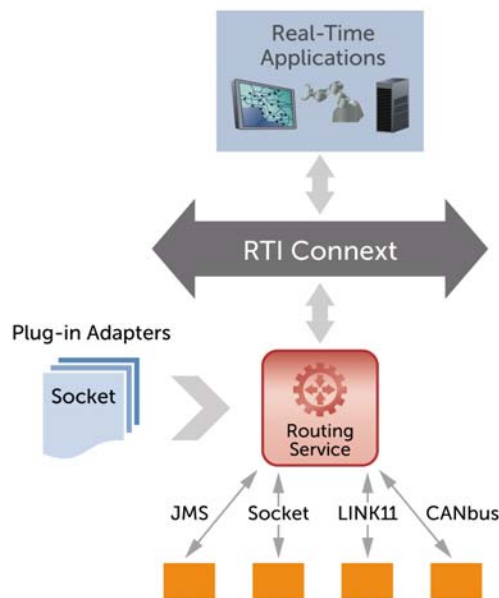 Real-Time
Applications
RTI Connext
Plug-in Adapters
Socket
Routing
Service
JMS
Socket
LINK11
CANbus